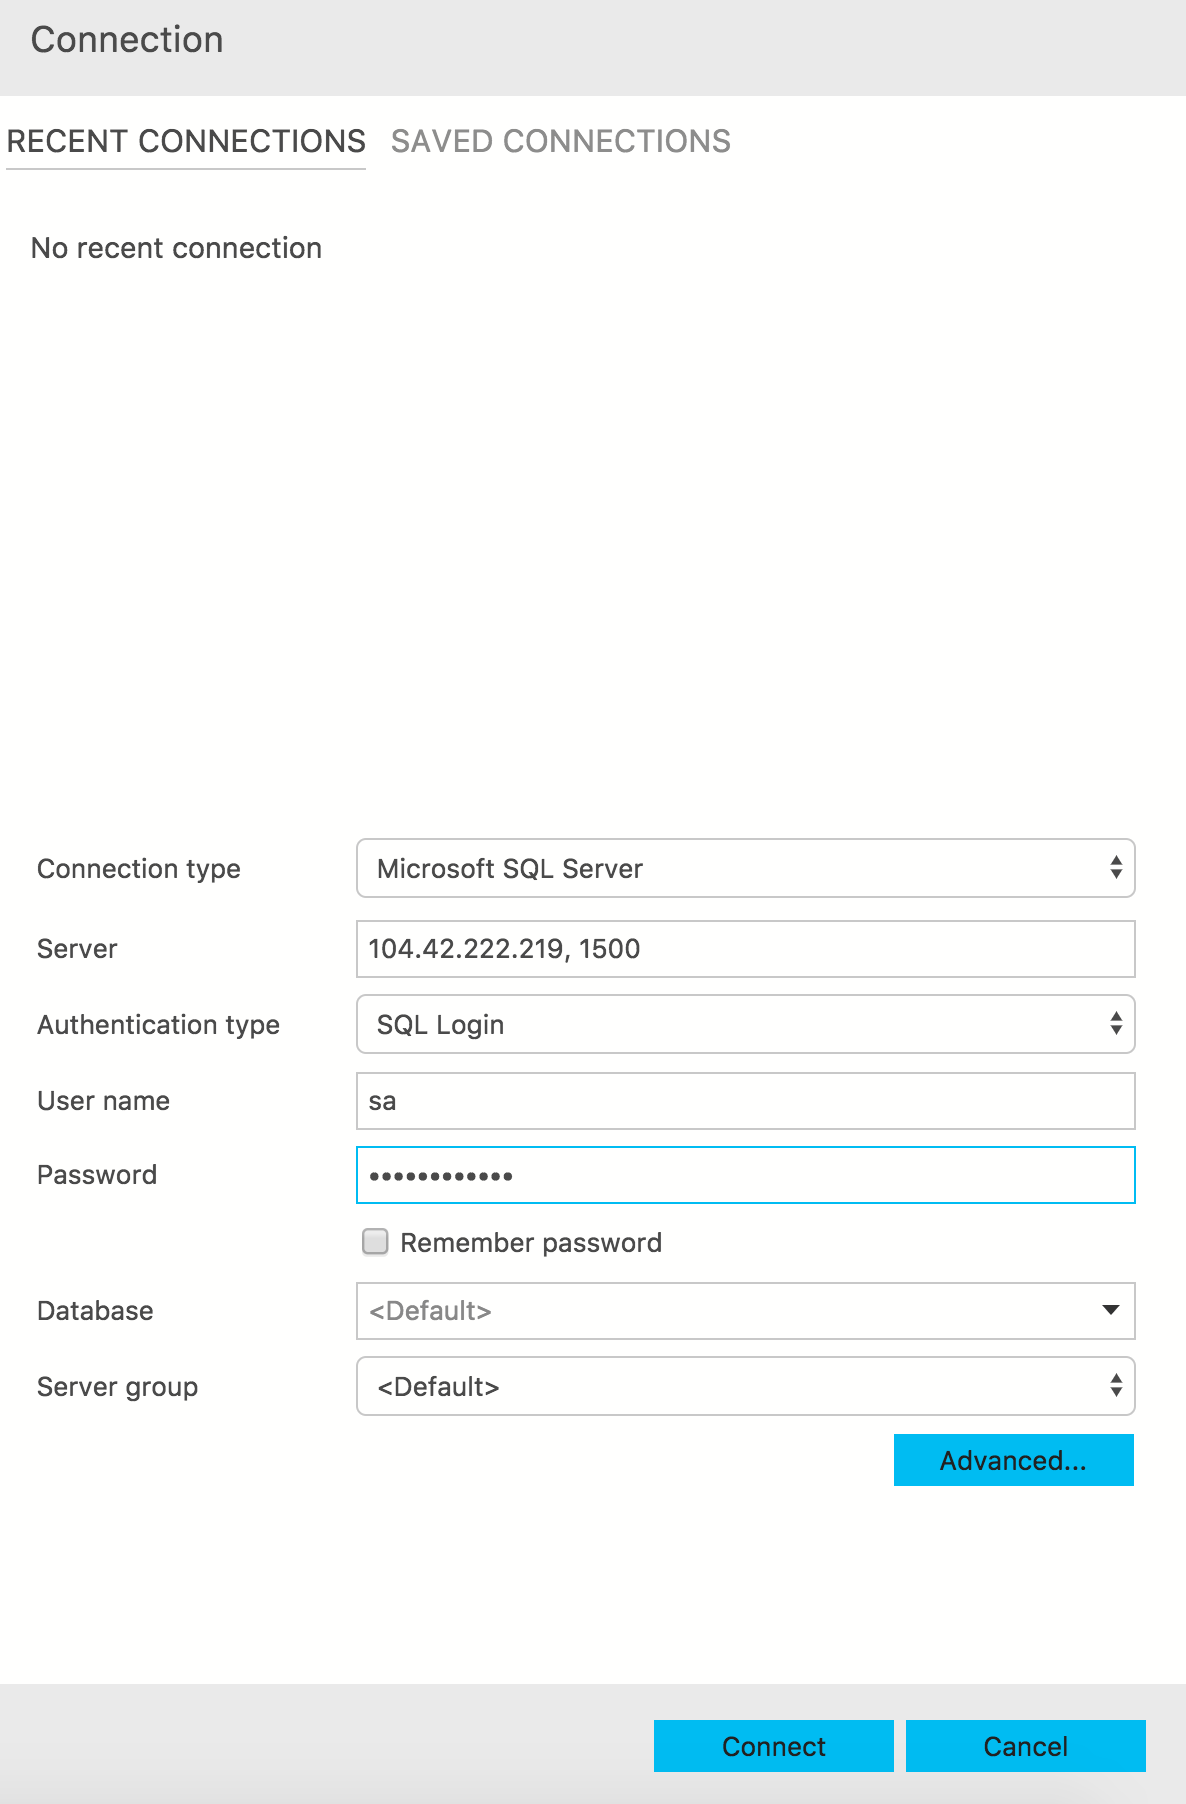 Connection
RECENT CONNECTIONS SAVED CONNECTIONS
No recent connection
Connection type Microsoft SQL Server
Server 104.42.222.219, 1500
Authentication type SQL Login
User name sa
Password ••••••••••••
Remember password
Database <Default>
Server group <Default>
Advanced...
Connect Cancel